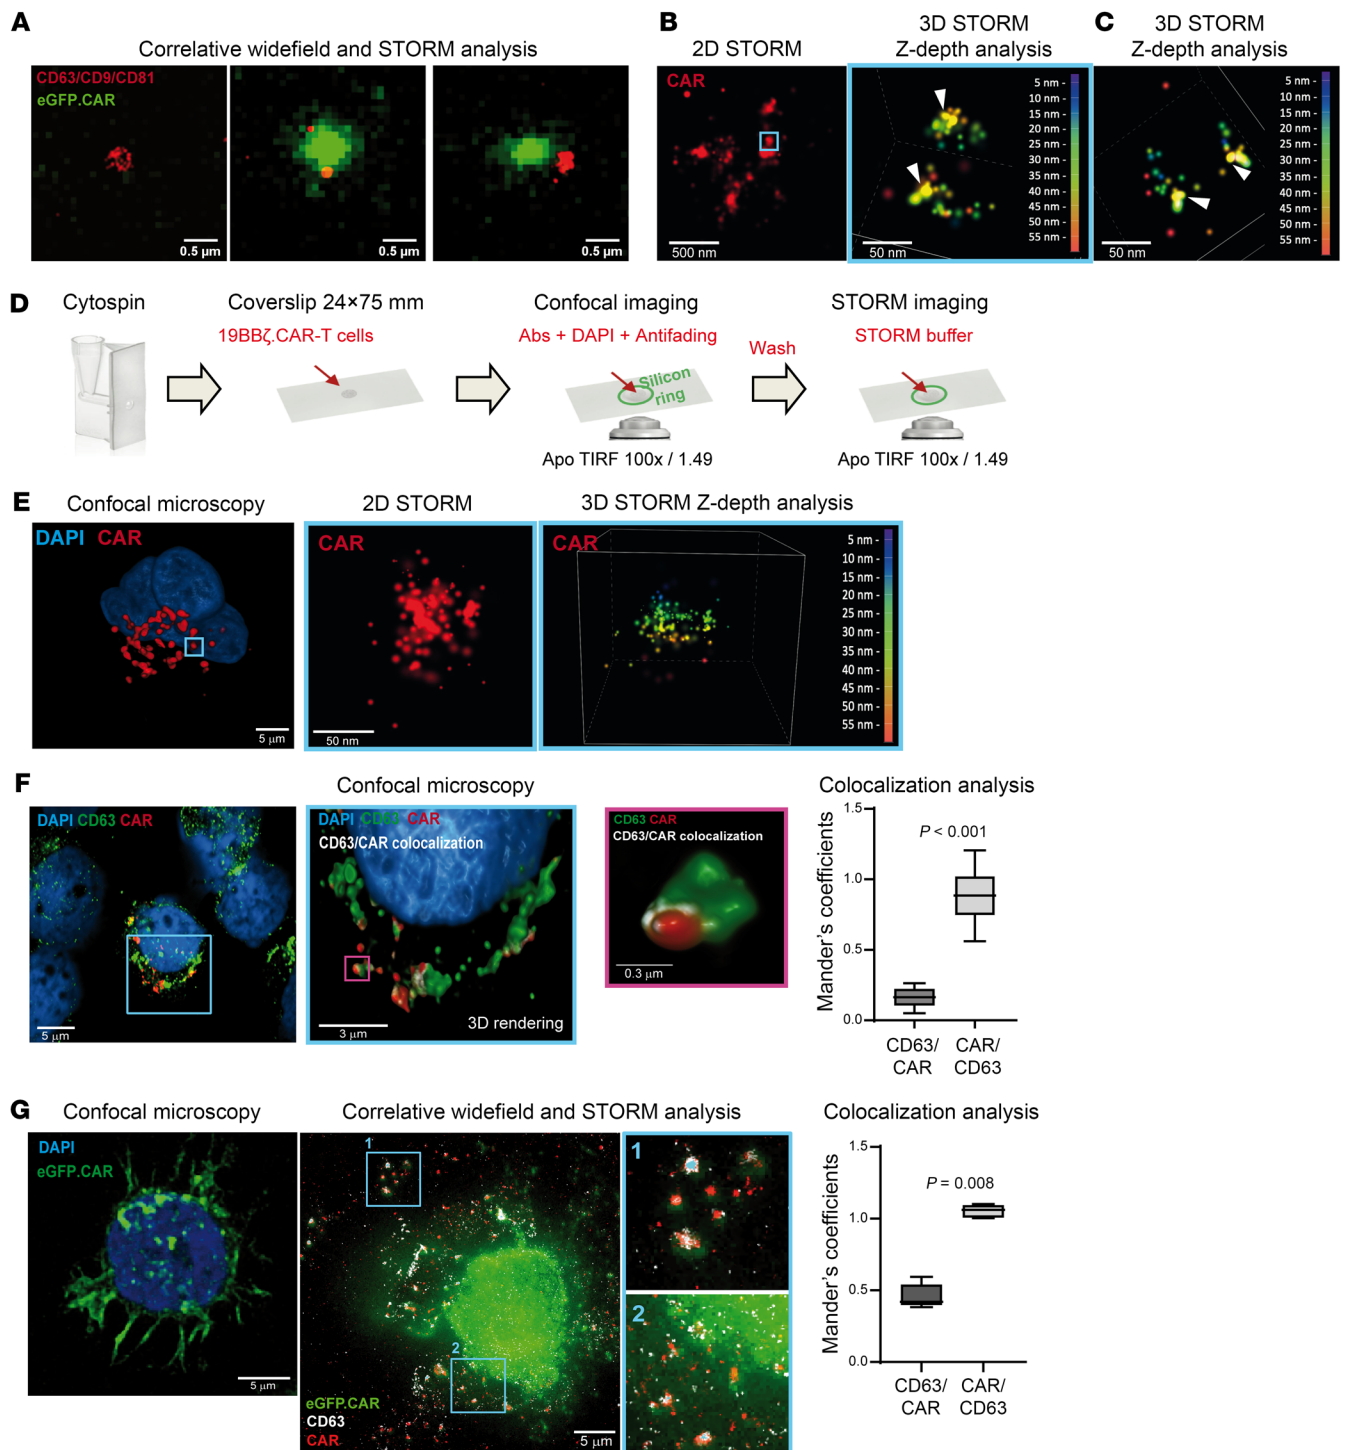 A
Correlative widefield and STORM analysis
CD63/CD9/CD81
eGFP.CAR
0.5 µm
0.5 µm
0.5 µm
B
2D STORM
CAR
500 nm
3D STORM
Z-depth analysis
5 nm
10 nm
15 nm
20 nm
25 nm
30 nm
35 nm
40 nm
45 nm
50 nm
55 nm
50 nm
C
3D STORM
Z-depth analysis
5 nm
10 nm
15 nm
20 nm
25 nm
30 nm
35 nm
40 nm
45 nm
50 nm
55 nm
50 nm
D
Cytospin
Coverslip 24×75 mm
19BBζ.CAR-T cells
Confocal imaging
Abs + DAPI + Antifading
Silicon
ring
Apo TIRF 100x / 1.49
Wash
STORM imaging
STORM buffer
Apo TIRF 100x / 1.49
E
Confocal microscopy
DAPI CAR
5 µm
2D STORM
CAR
50 nm
3D STORM Z-depth analysis
CAR
5 nm
10 nm
15 nm
20 nm
25 nm
30 nm
35 nm
40 nm
45 nm
50 nm
55 nm
F
Confocal microscopy
DAPI CD63 CAR
5 µm
DAPI CD63 CAR
CD63/CAR colocalization
3 µm
3D rendering
CD63 CAR
CD63/CAR colocalization
0.3 µm
Colocalization analysis
Mander's coefficients
1.5
1.0
0.5
0.0
P < 0.001
CD63/
CAR
CAR/
CD63
G
Confocal microscopy
DAPI
eGFP.CAR
5 µm
Correlative widefield and STORM analysis
1
2
eGFP.CAR
CD63
CAR
5 µm
1
2
Colocalization analysis
Mander's coefficients
1.5
1.0
0.5
0.0
P = 0.008
CD63/
CAR
CAR/
CD63